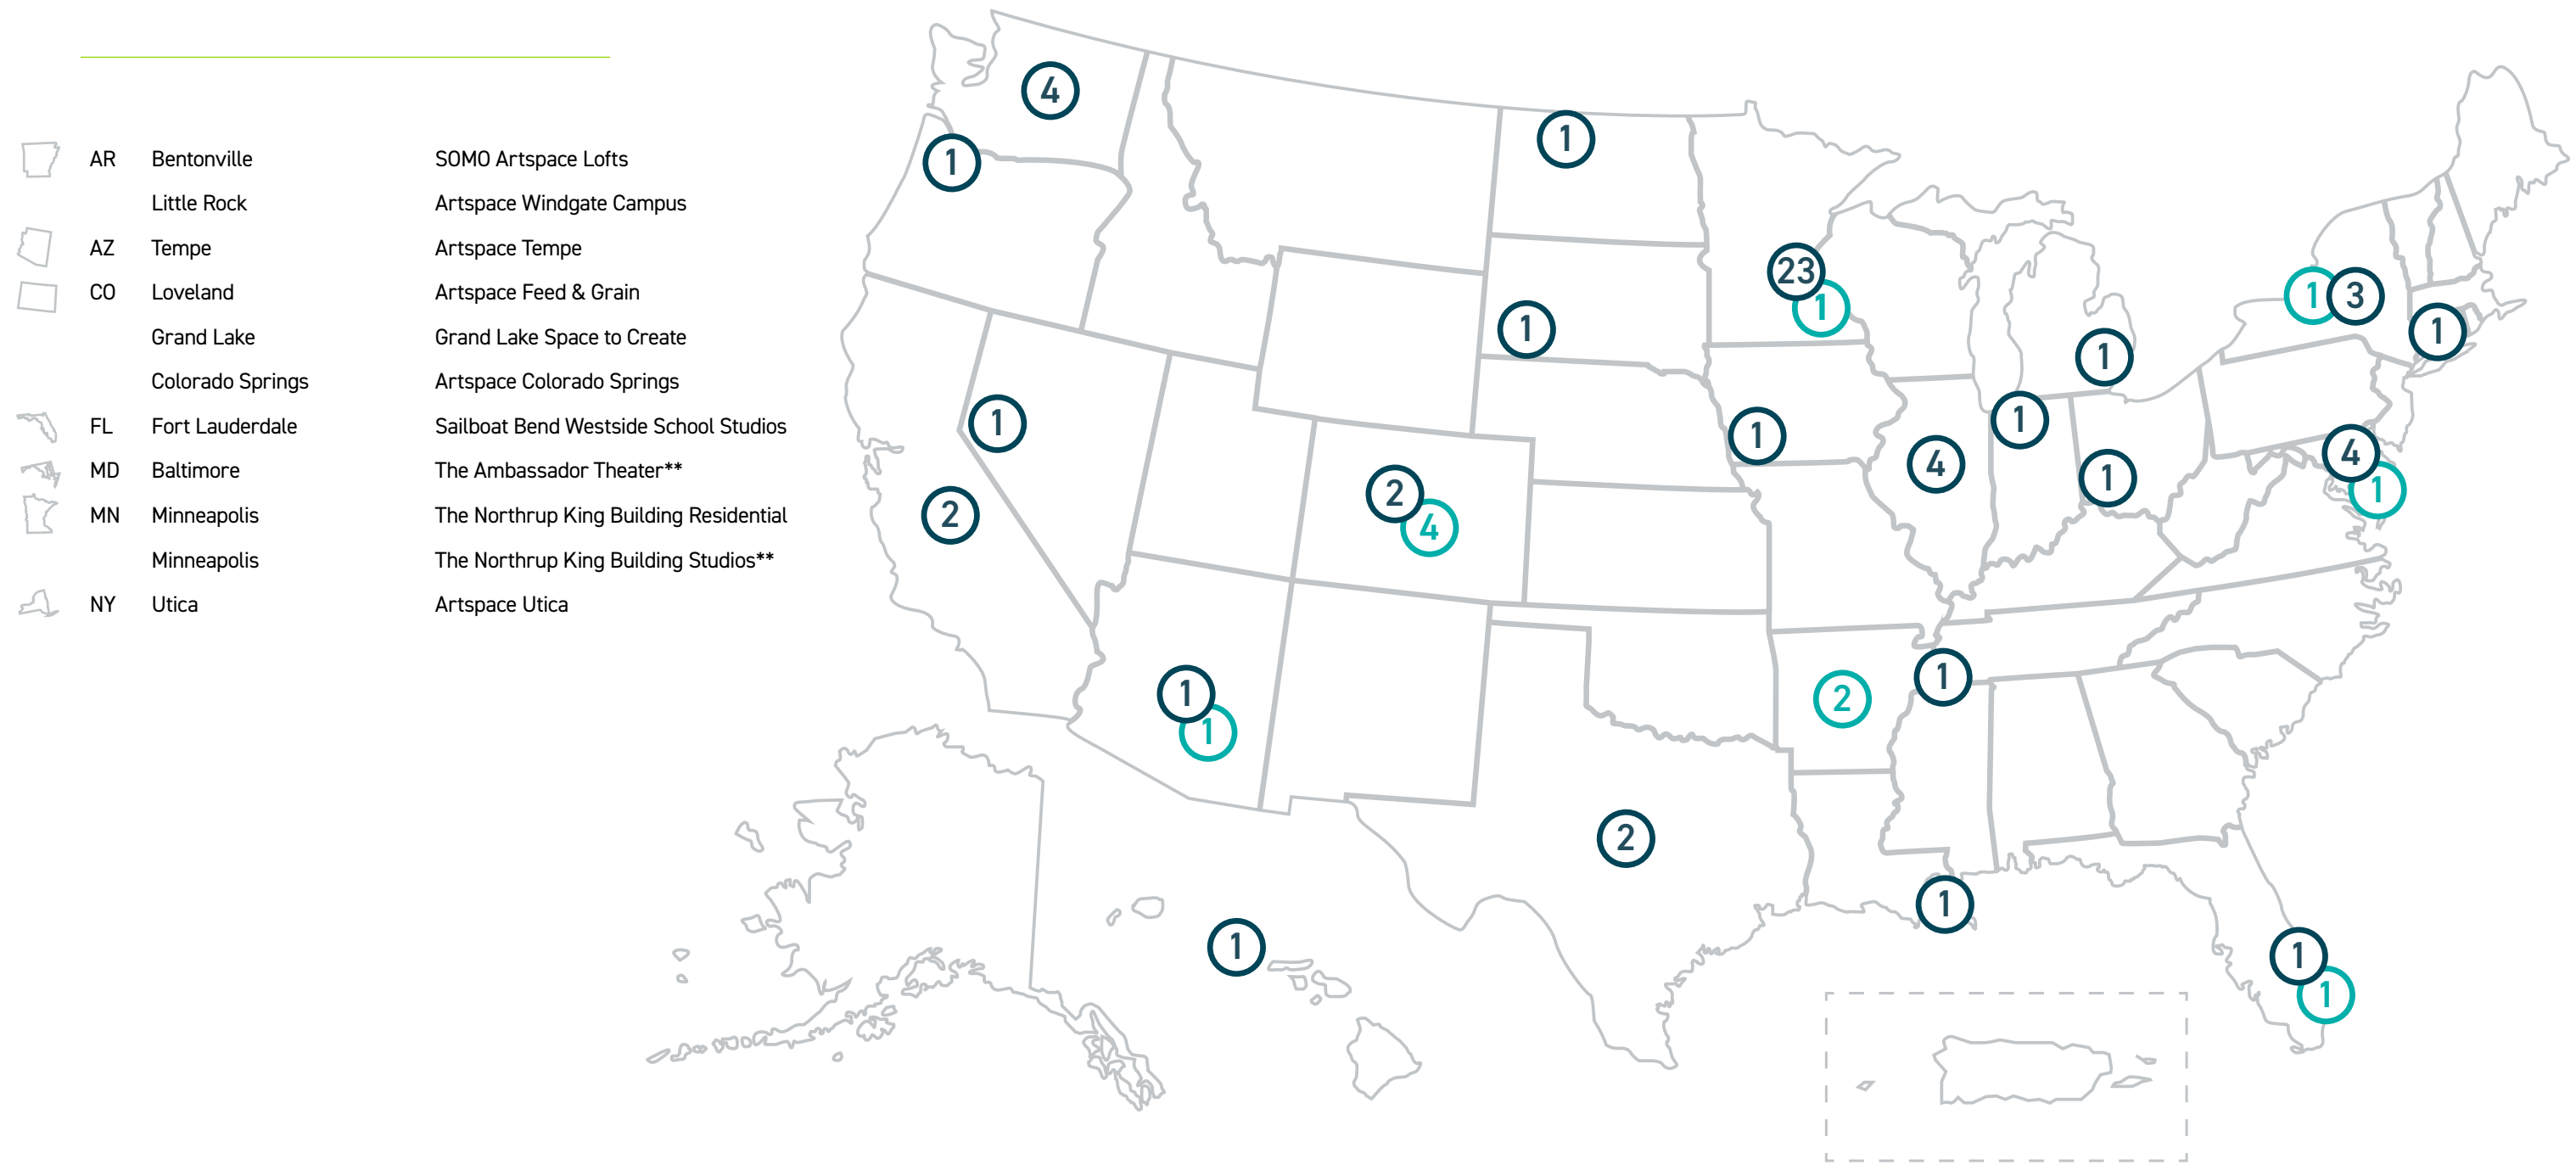 AR Bentonville SOMO Artspace Lofts
Little Rock Artspace Windgate Campus
AZ Tempe Artspace Tempe
CO Loveland Artspace Feed & Grain
Grand Lake Grand Lake Space to Create
Colorado Springs Artspace Colorado Springs
FL Fort Lauderdale Sailboat Bend Westside School Studios
MD Baltimore The Ambassador Theater**
MN Minneapolis The Northrup King Building Residential
Minneapolis The Northrup King Building Studios**
NY Utica Artspace Utica
4
1
1
23
1
1
3
1
1
1
1
1
1
4
1
4
1
2
4
2
1
1
1
2
1
2
1
1
1
1